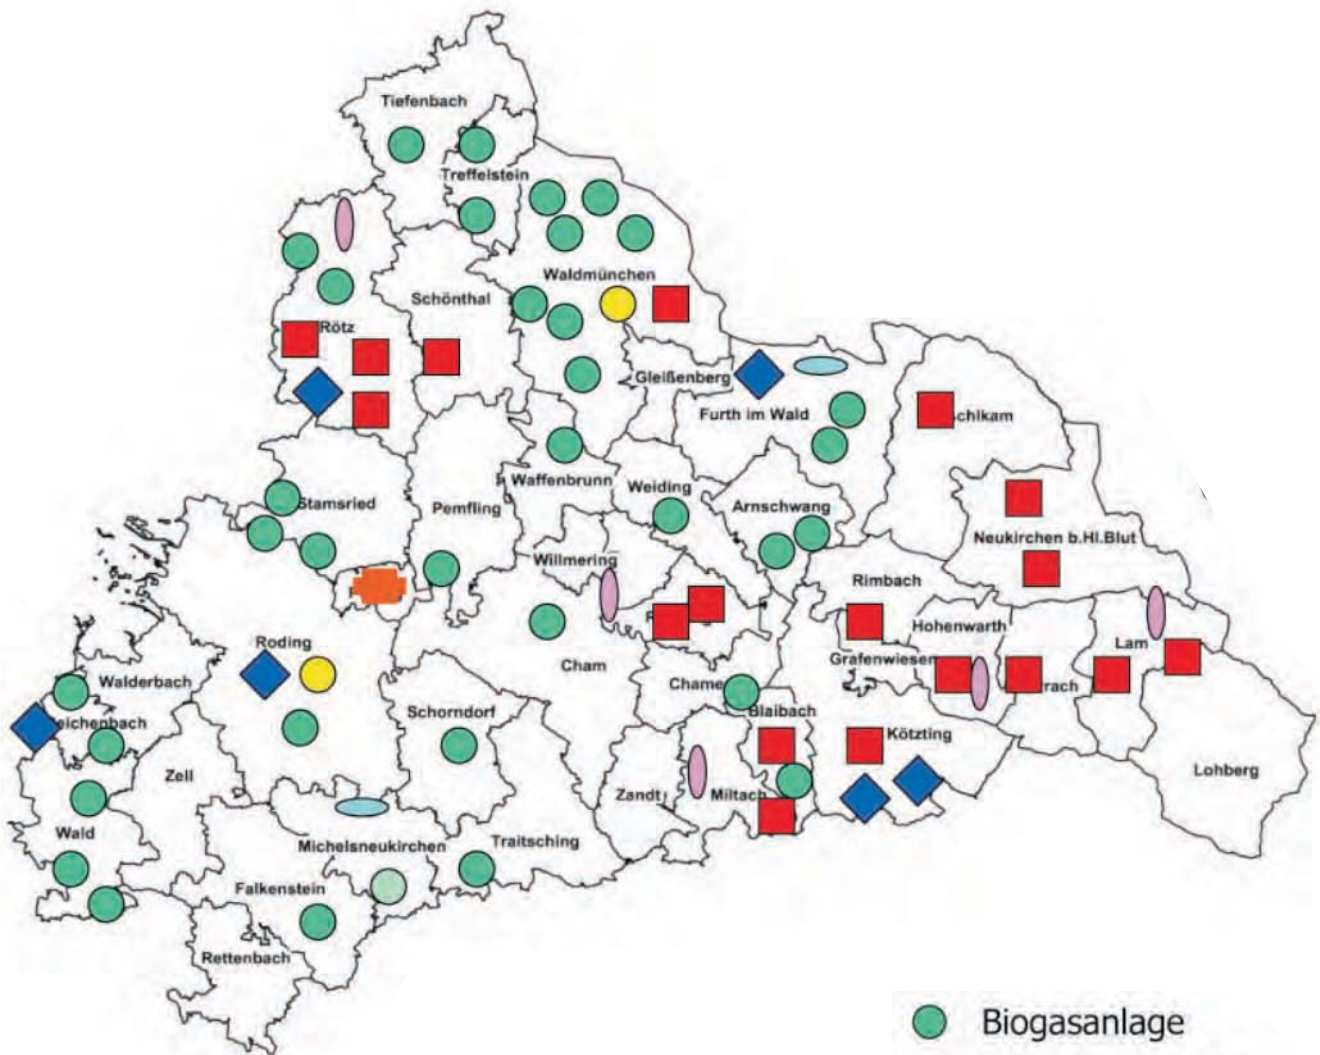 Tiefenbach
Treffelstein
Waldmünchen
Schönthal
Rötz
Gleißenberg
Furth im Wald
chlkam
Waffenbrunn
Weiding
Stamsried
Pemfling
Arnschwang
Neukirchen b.Hl.Blut
Willmering
Rimbach
Hohenwarth
Roding
Lam
Cham
Grafenwiesen
Walderbach
Chame
rach
Schorndorf
Blaibach
eichenbach
Kötzting
Zell
Lohberg
Zandt
Miltach
Wald
Traitsching
Michelsneukirchen
Falkenstein
Rettenbach
Biogasanlage